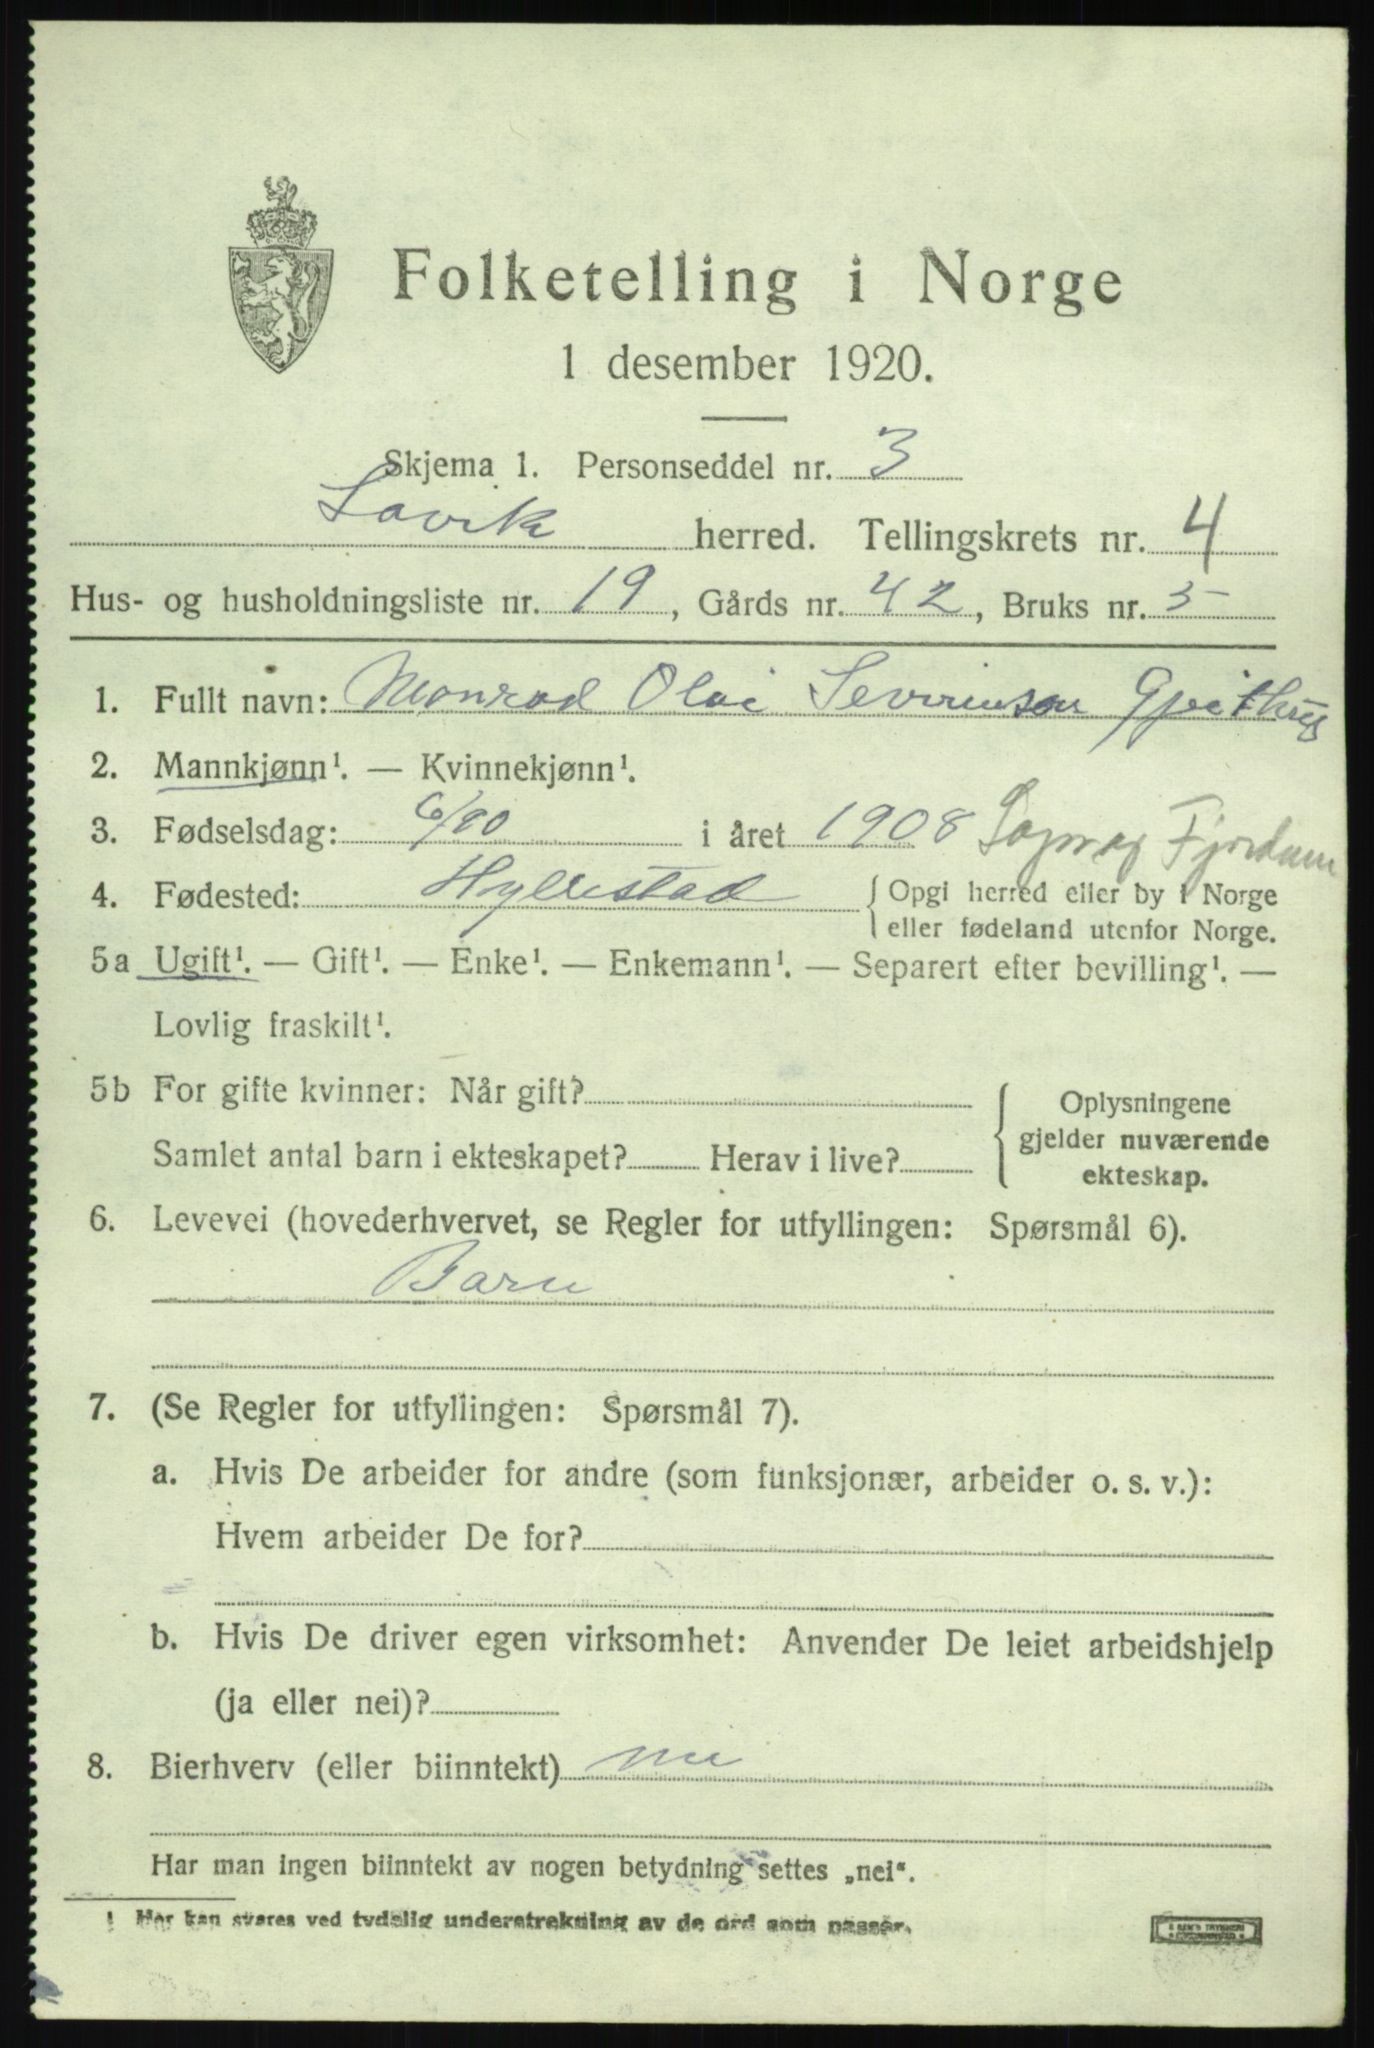 Folketelling i Norge
1 desember 1920.
Skjema 1. Personseddel nr. 3
Lavik herred. Tellingskrets nr. 4
Hus- og husholdningsliste nr. 19, Gårds nr. 42, Bruks nr. 5
1. Fullt navn: Monrad Olai Severinsen
2. Mannkjønn¹. — Kvinnekjønn¹.
3. Fødselsdag: 6/10 i året 1908 Sogn og Fjordane
4. Fødested: Hyllestad { Opgi herred eller by i Norge
eller fødeland utenfor Norge.
5a Ugift¹. — Gift¹. — Enke¹. — Enkemann¹. — Separert efter bevilling¹. —
Lovlig fraskilt¹.
5b For gifte kvinner: Når gift?
Samlet antal barn i ekteskapet? Herav i live?
{ Oplysningene
gjelder nuværende
ekteskap.
6. Levevei (hovederhvervet, se Regler for utfyllingen: Spørsmål 6).
Barn
7. (Se Regler for utfyllingen: Spørsmål 7).
a. Hvis De arbeider for andre (som funksjonær, arbeider o. s. v.):
Hvem arbeider De for?
b. Hvis De driver egen virksomhet: Anvender De leiet arbeidshjelp
(ja eller nei)?
8. Bierhverv (eller biinntekt) nei
Har man ingen biinntekt av nogen betydning settes „nei“.
¹ Her kan svares ved tydelig understrekning av de ord som passer.